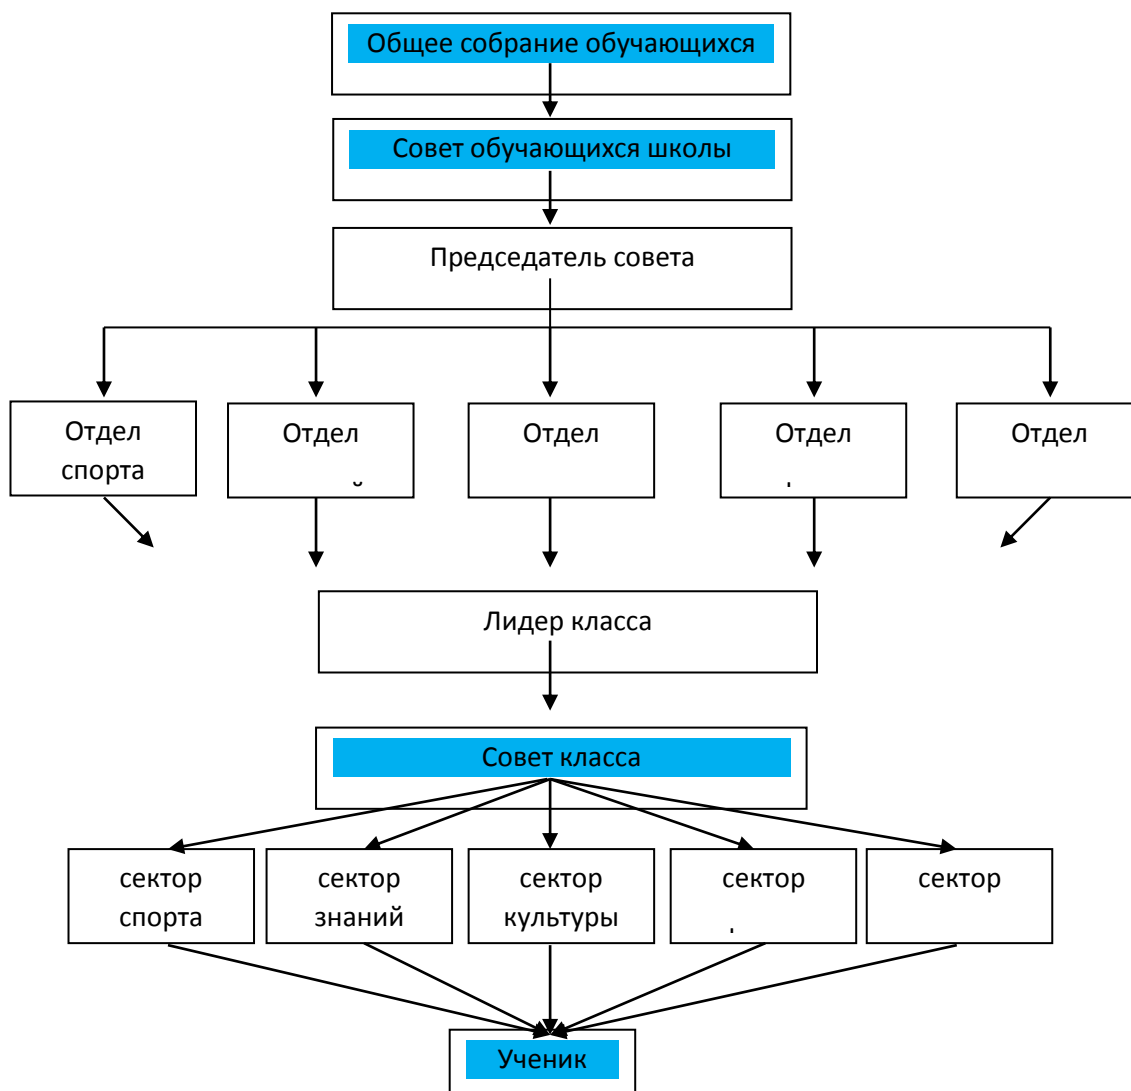 Общее собрание обучающихся
Совет обучающихся школы
Председатель совета
Отдел
спорта
Отдел
Отдел
Отдел
Отдел
Лидер класса
Совет класса
сектор
спорта
сектор
знаний
сектор
культуры
сектор
сектор
Ученик